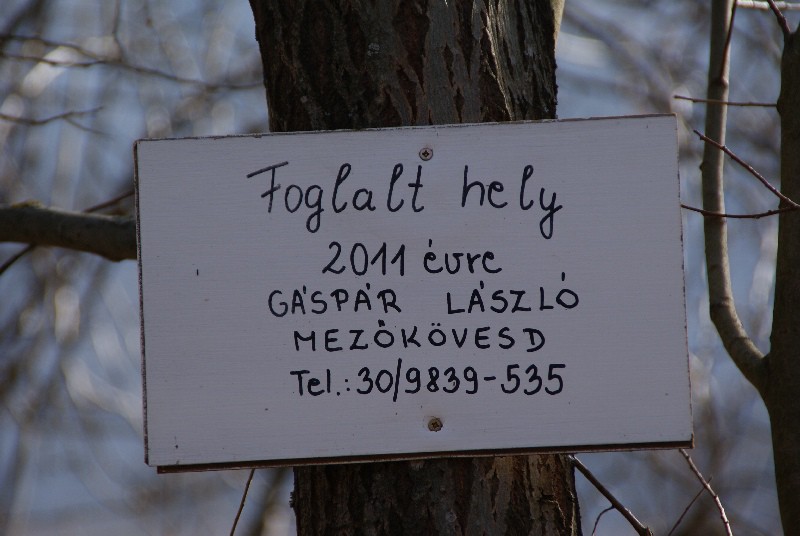 Foglalt hely
2011 évre
GÁSPÁR LÁSZLÓ
MEZŐKÖVESD
Tel.: 30/9839-535